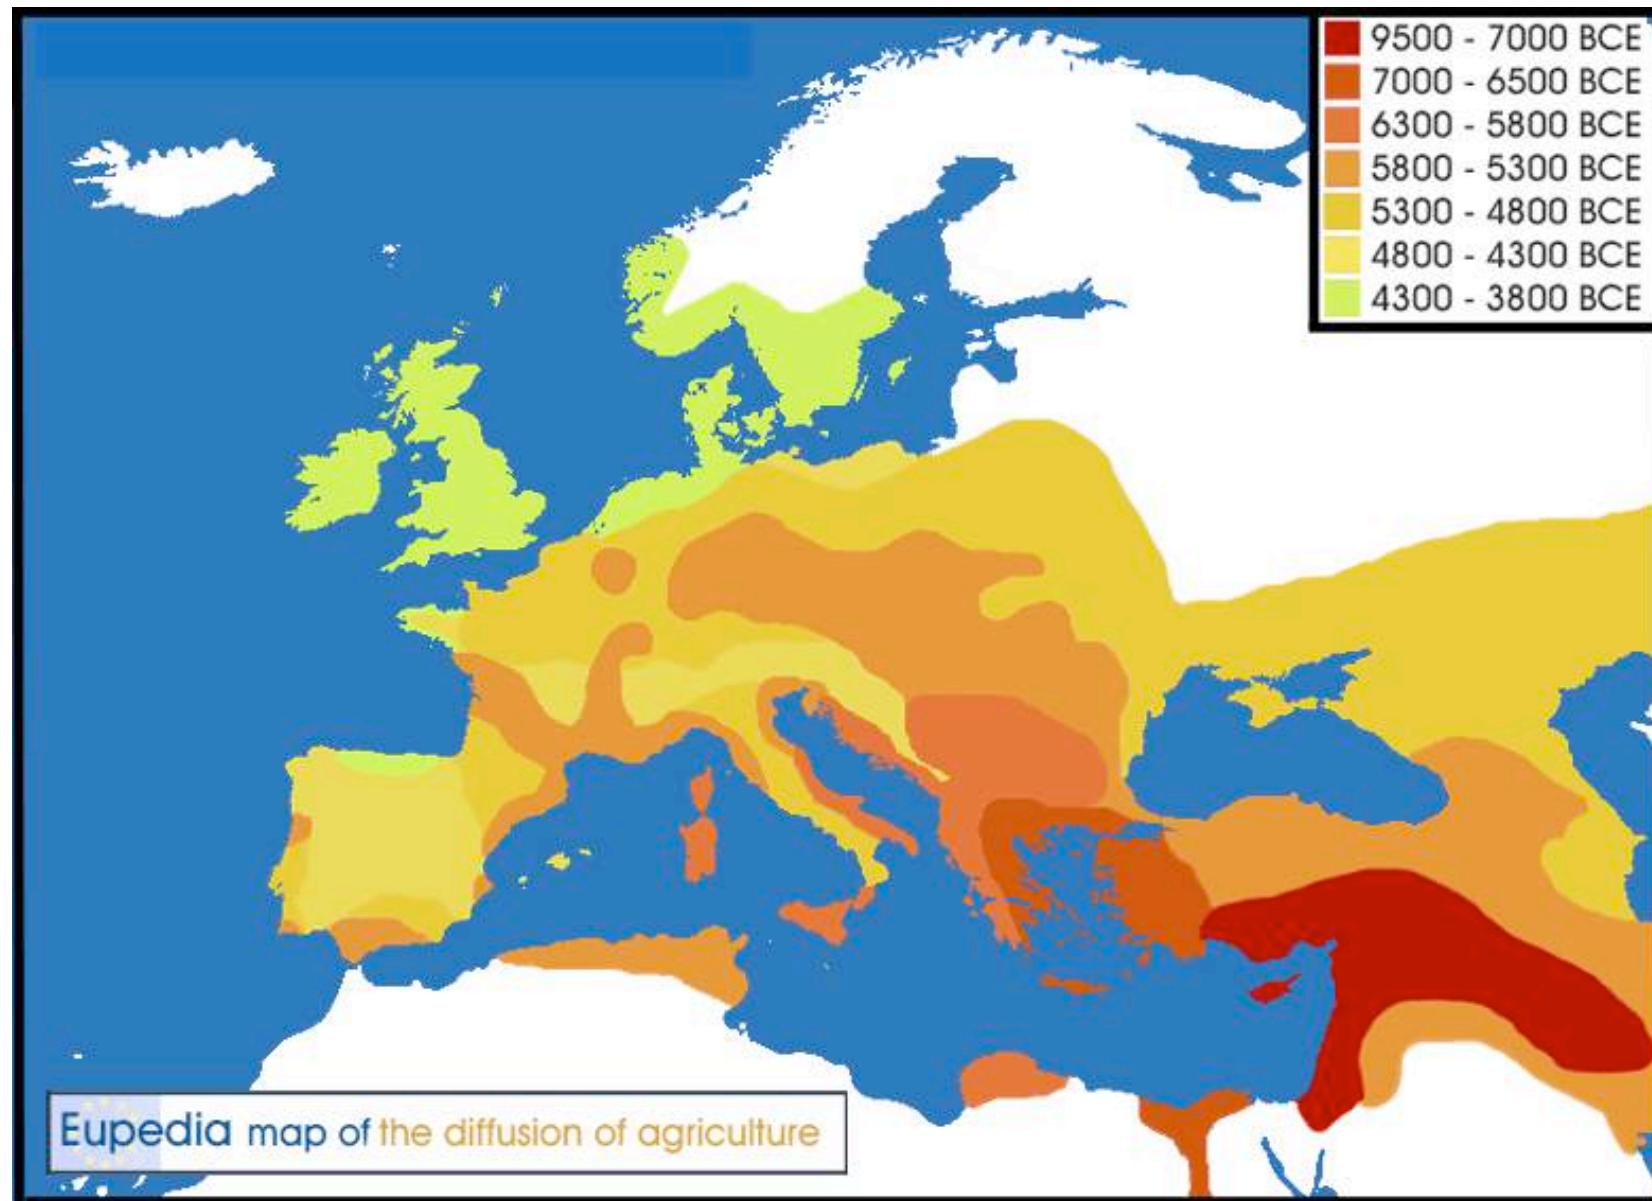 9500 - 7000 BCE
7000 - 6500 BCE
6300 - 5800 BCE
5800 - 5300 BCE
5300 - 4800 BCE
4800 - 4300 BCE
4300 - 3800 BCE
Eupedia map of the diffusion of agriculture